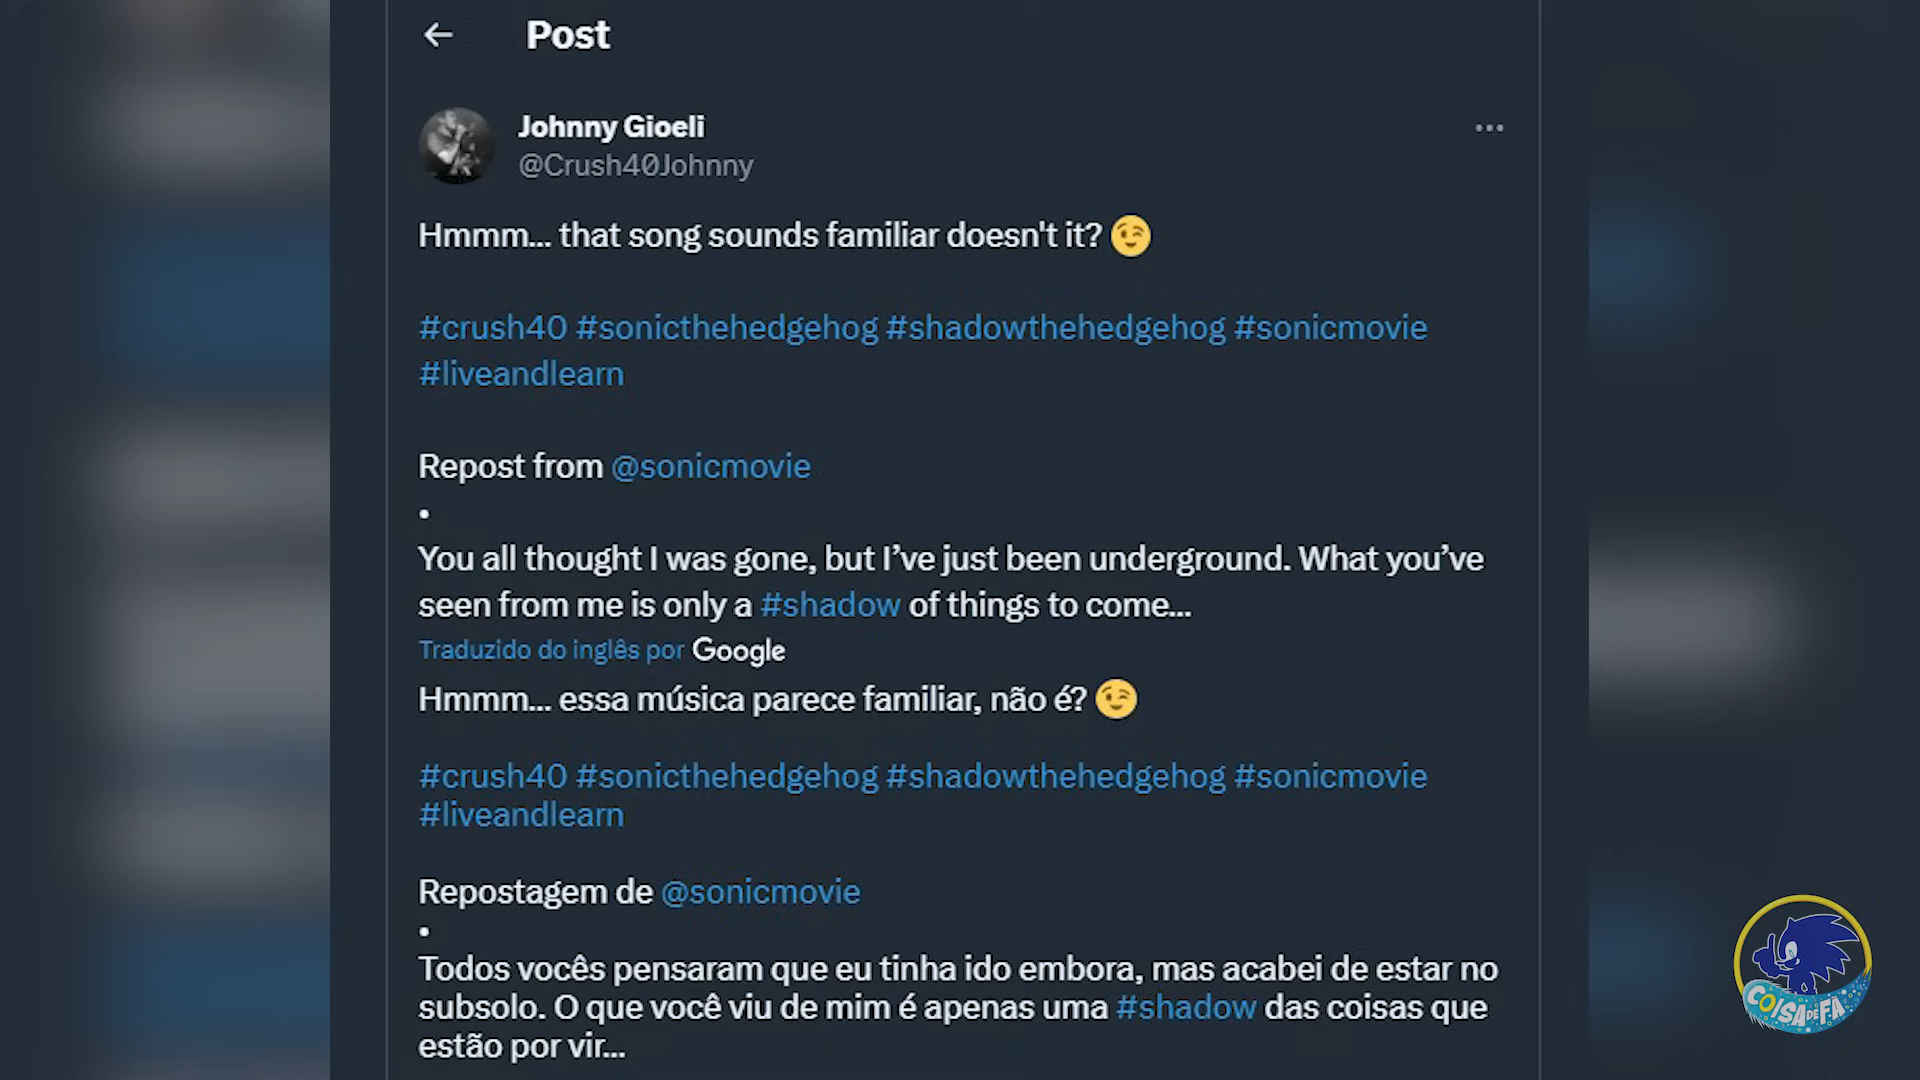 Post
Johnny Gioeli
@Crush40Johnny
Hmmm... that song sounds familiar doesn't it? 😉
#crush40 #sonicthehedgehog #shadowthehedgehog #sonicmovie
#liveandlearn
Repost from @sonicmovie
•
You all thought I was gone, but I’ve just been underground. What you’ve
seen from me is only a #shadow of things to come...
Traduzido do inglês por Google
Hmmm... essa música parece familiar, não é? 😉
#crush40 #sonicthehedgehog #shadowthehedgehog #sonicmovie
#liveandlearn
Repostagem de @sonicmovie
•
Todos vocês pensaram que eu tinha ido embora, mas acabei de estar no
subsolo. O que você viu de mim é apenas uma #shadow das coisas que
estão por vir...
COISA DE FÃ